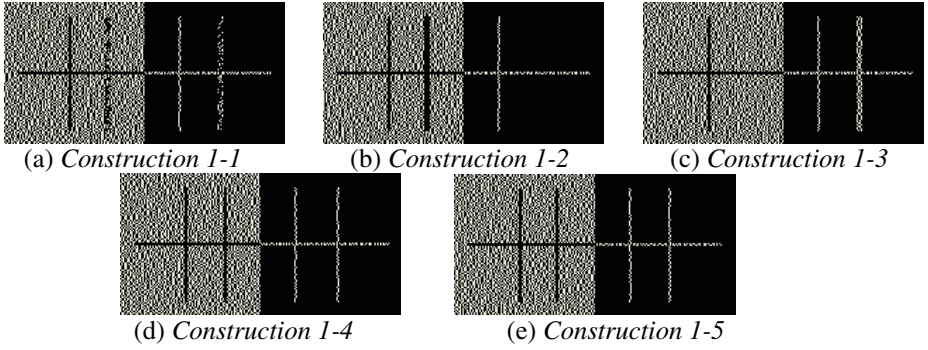 (a) Construction 1-1
(b) Construction 1-2
(c) Construction 1-3
(d) Construction 1-4
(e) Construction 1-5